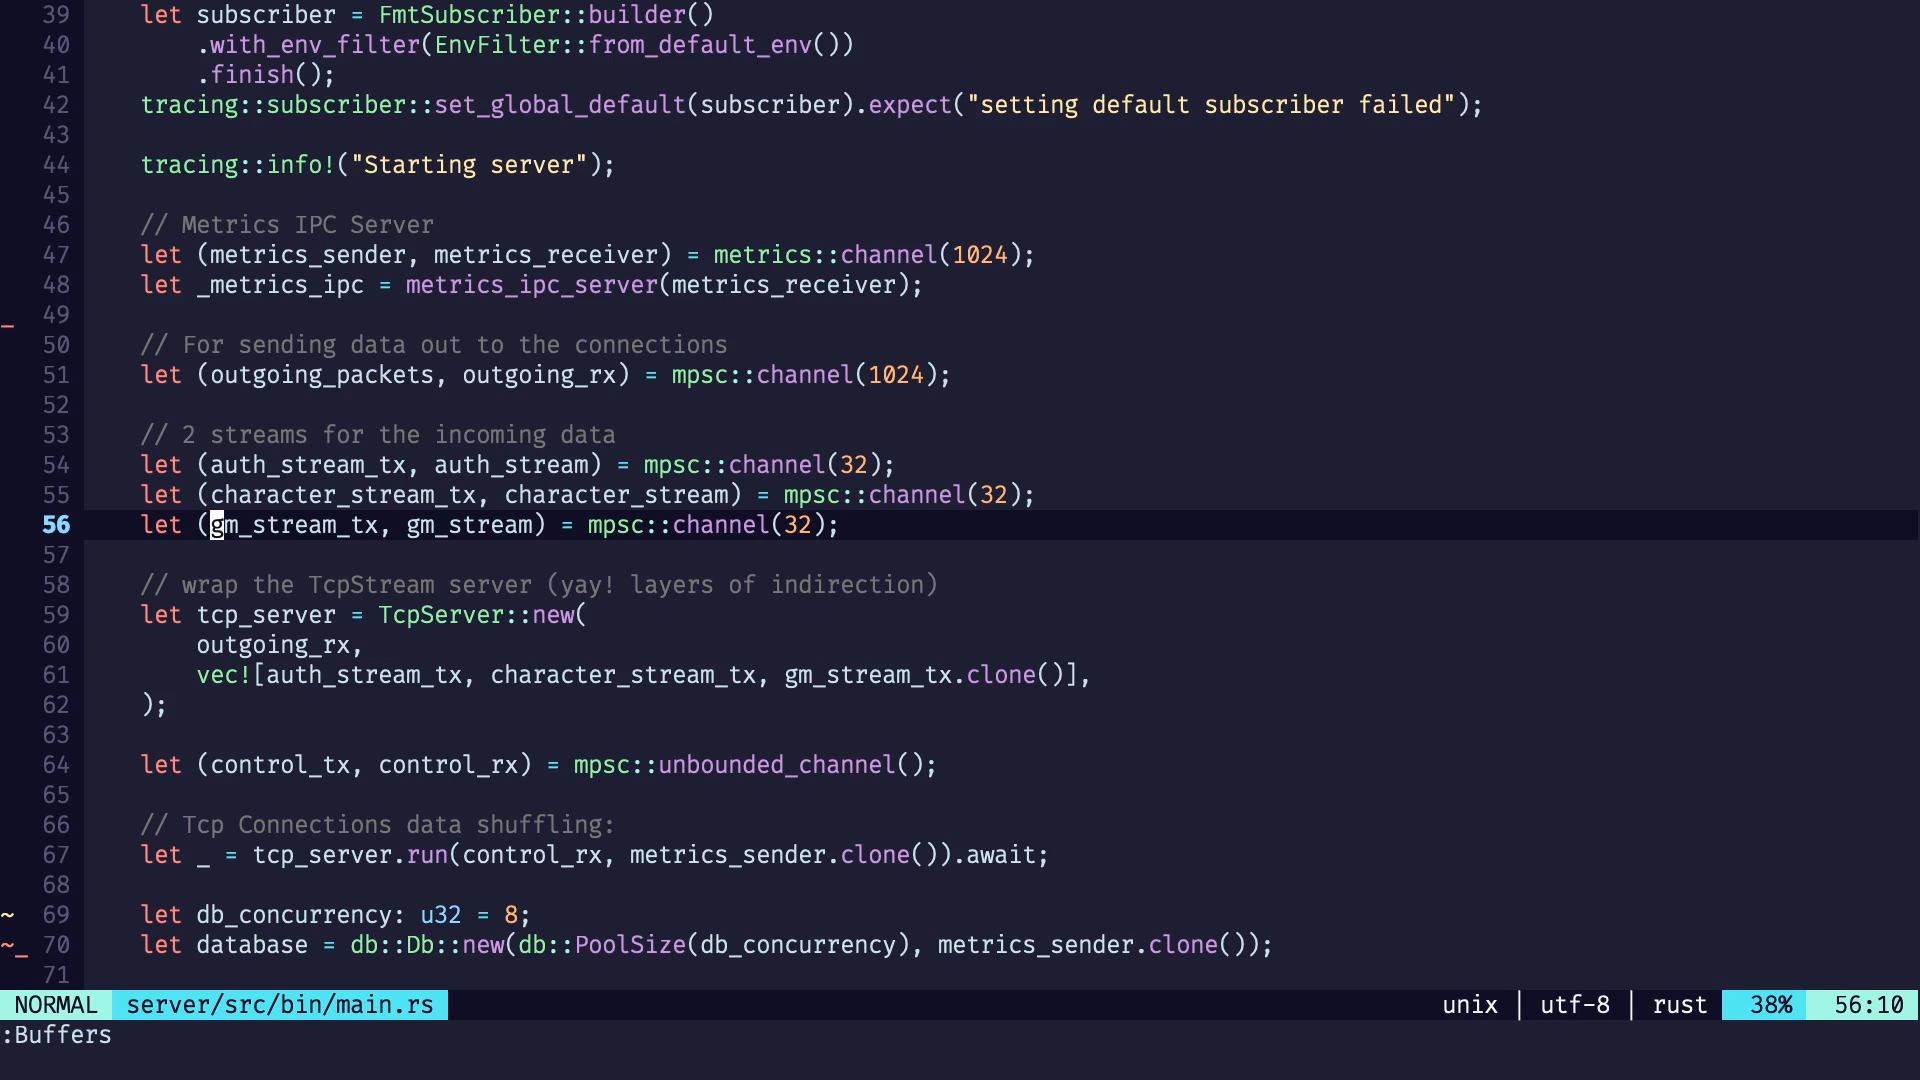 39     let subscriber = FmtSubscriber::builder()
40         .with_env_filter(EnvFilter::from_default_env())
41         .finish();
42     tracing::subscriber::set_global_default(subscriber).expect("setting default subscriber failed");
43
44     tracing::info!("Starting server");
45
46     // Metrics IPC Server
47     let (metrics_sender, metrics_receiver) = metrics::channel(1024);
48     let _metrics_ipc = metrics_ipc_server(metrics_receiver);
_ 49
50     // For sending data out to the connections
51     let (outgoing_packets, outgoing_rx) = mpsc::channel(1024);
52
53     // 2 streams for the incoming data
54     let (auth_stream_tx, auth_stream) = mpsc::channel(32);
55     let (character_stream_tx, character_stream) = mpsc::channel(32);
56     let (gm_stream_tx, gm_stream) = mpsc::channel(32);
57
58     // wrap the TcpStream server (yay! layers of indirection)
59     let tcp_server = TcpServer::new(
60         outgoing_rx,
61         vec![auth_stream_tx, character_stream_tx, gm_stream_tx.clone()],
62     );
63
64     let (control_tx, control_rx) = mpsc::unbounded_channel();
65
66     // Tcp Connections data shuffling:
67     let _ = tcp_server.run(control_rx, metrics_sender.clone()).await;
68
~ 69     let db_concurrency: u32 = 8;
~_ 70     let database = db::Db::new(db::PoolSize(db_concurrency), metrics_sender.clone());
71
NORMAL server/src/bin/main.rs unix | utf-8 | rust 38% 56:10
:Buffers